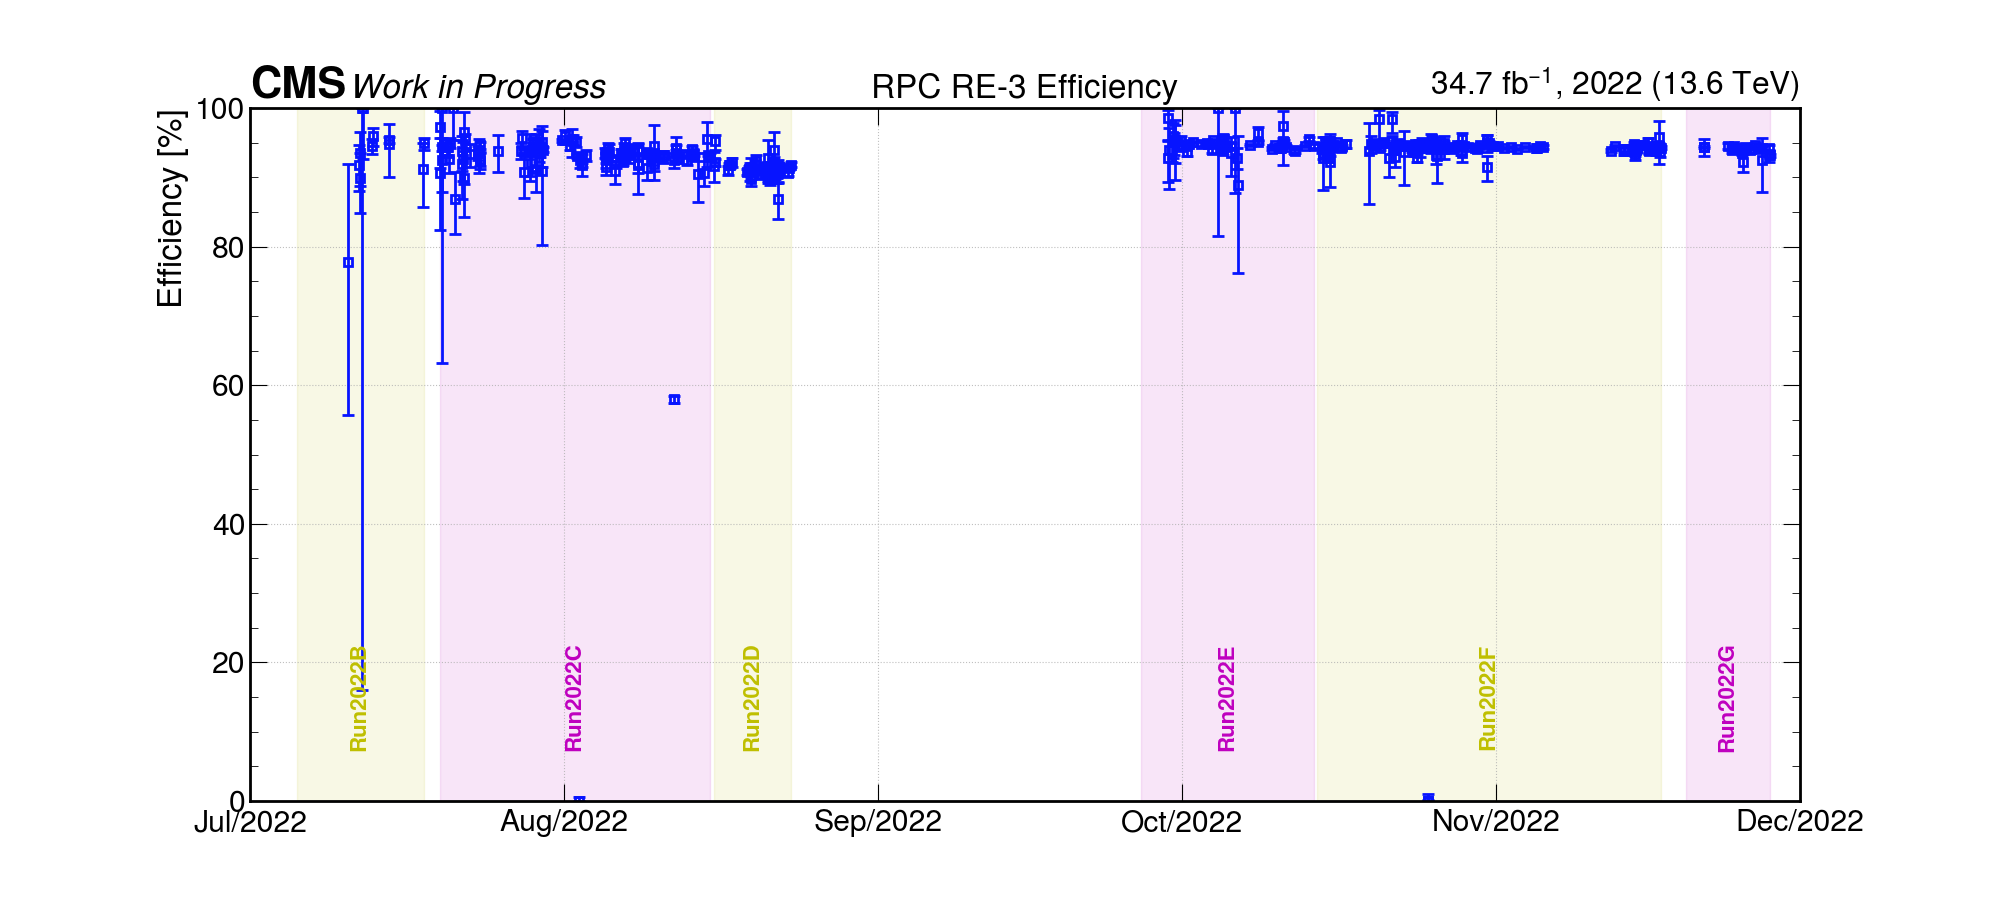 CMS Work in Progress RPC RE-3 Efficiency 34.7 fb⁻¹, 2022 (13.6 TeV)
Efficiency [%]
100
80
60
40
20
0
Run2022B
Run2022C
Run2022D
Run2022E
Run2022F
Run2022G
Jul/2022 Aug/2022 Sep/2022 Oct/2022 Nov/2022 Dec/2022